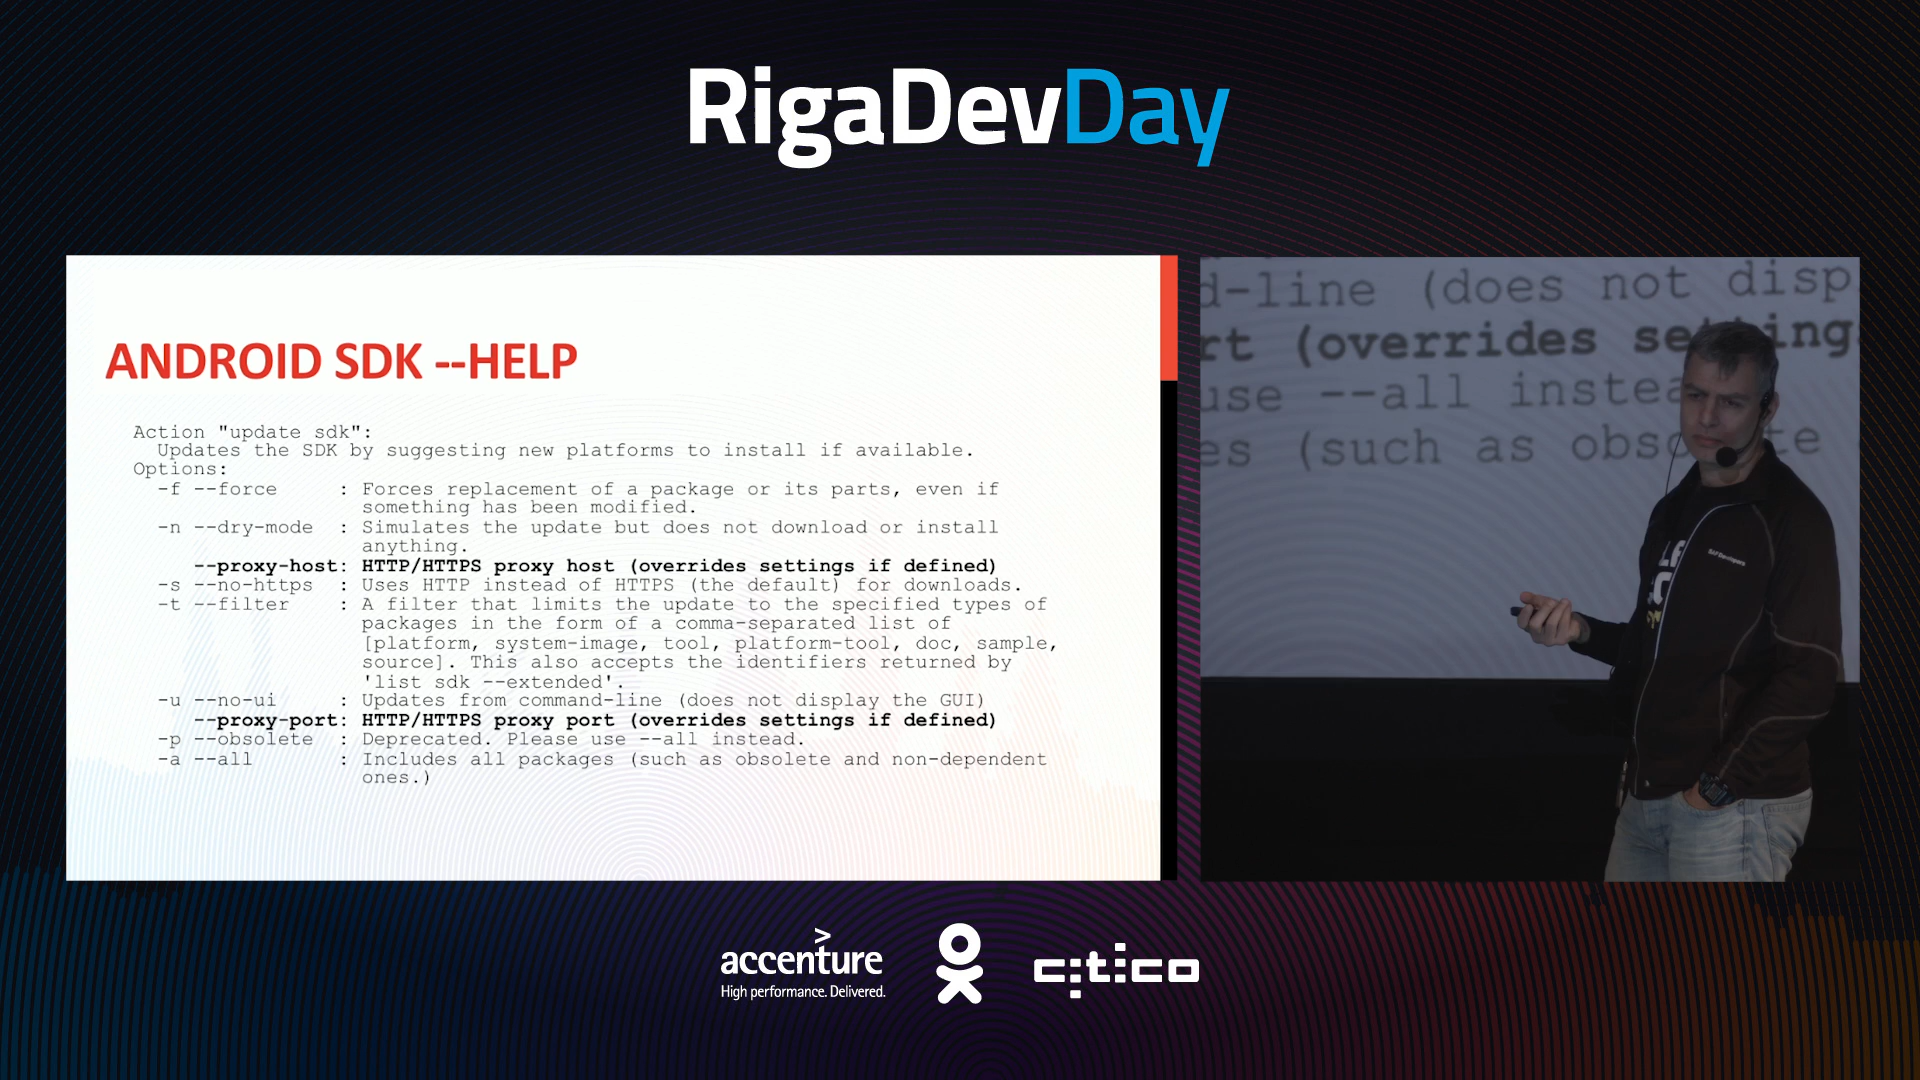 RigaDevDay
ANDROID SDK --HELP
Action "update sdk":
Updates the SDK by suggesting new platforms to install if available.
Options:
-f --force : Forces replacement of a package or its parts, even if
something has been modified.
-n --dry-mode : Simulates the update but does not download or install
anything.
--proxy-host: HTTP/HTTPS proxy host (overrides settings if defined)
-s --no-https : Uses HTTP instead of HTTPS (the default) for downloads.
-t --filter : A filter that limits the update to the specified types of
packages in the form of a comma-separated list of
[platform, system-image, tool, platform-tool, doc, sample,
source]. This also accepts the identifiers returned by
'list sdk --extended'.
-u --no-ui : Updates from command-line (does not display the GUI)
--proxy-port: HTTP/HTTPS proxy port (overrides settings if defined)
-p --obsolete : Deprecated. Please use --all instead.
-a --all : Includes all packages (such as obsolete and non-dependent
ones.)
d-line (does not disp
rt (overrides setting
use --all instea
es (such as obso te
accenture
High performance. Delivered.
citico